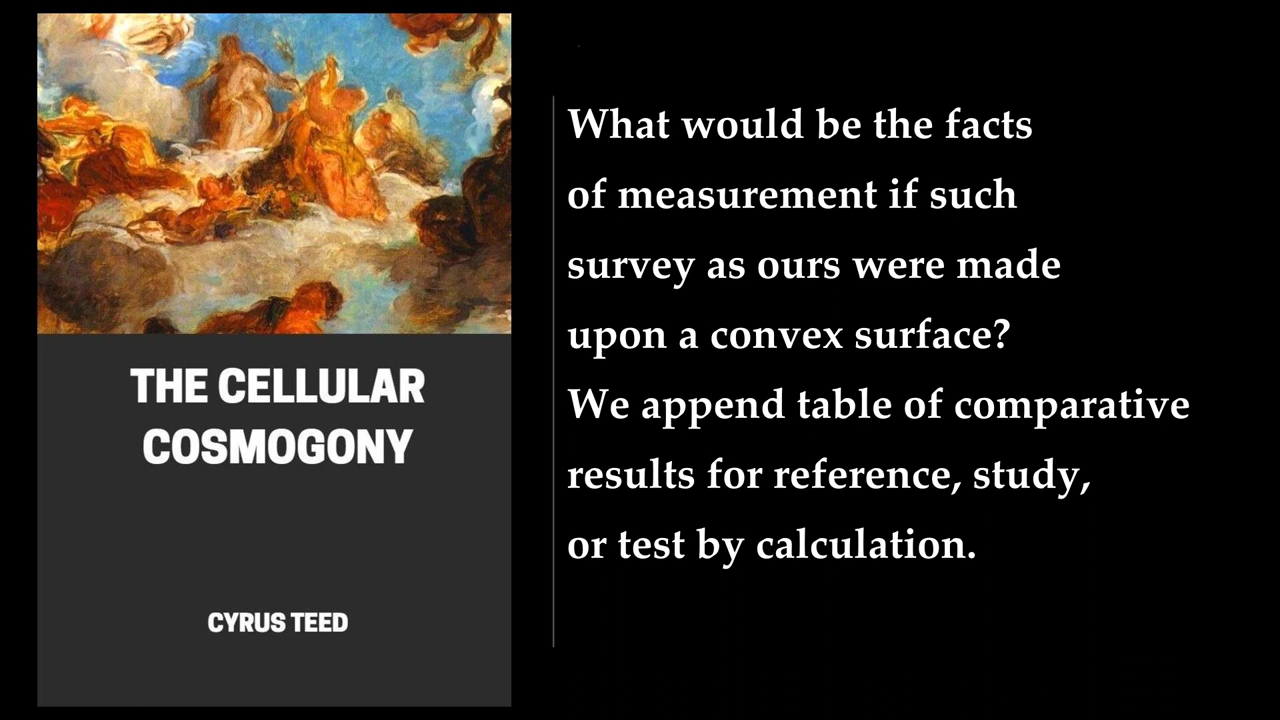 THE CELLULAR
COSMOGONY
CYRUS TEED
What would be the facts
of measurement if such
survey as ours were made
upon a convex surface?
We append table of comparative
results for reference, study,
or test by calculation.